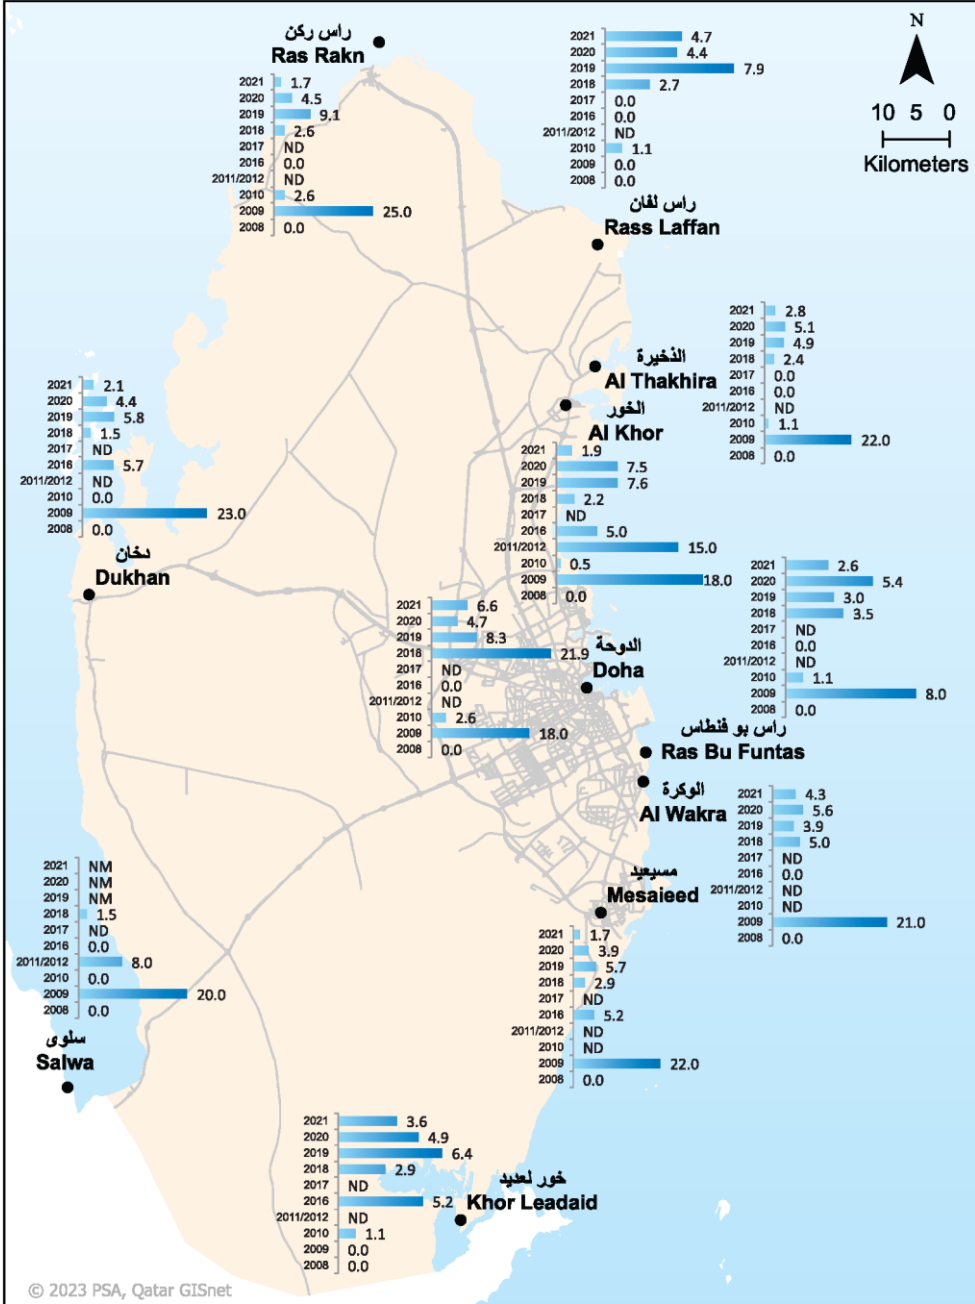 راس ركن
Ras Rakn
2021 1.7
2020 4.5
2019 9.1
2018 2.6
2017 ND
2016 0.0
2011/2012 ND
2010 2.6
2009 25.0
2008 0.0
2021 4.7
2020 4.4
2019 7.9
2018 2.7
2017 0.0
2016 0.0
2011/2012 ND
2010 1.1
2009 0.0
2008 0.0
راس لفان
Rass Laffan
N
10 5 0
Kilometers
2021 2.8
2020 5.1
2019 4.9
2018 2.4
2017 0.0
2016 0.0
2011/2012 ND
2010 1.1
2009 22.0
2008 0.0
الذخيرة
Al Thakhira
الخور
Al Khor
2021 1.9
2020 7.5
2019 7.6
2018 2.2
2017 ND
2016 5.0
2011/2012 15.0
2010 0.5
2009 18.0
2008 0.0
2021 2.1
2020 4.4
2019 5.8
2018 1.5
2017 ND
2016 5.7
2011/2012 ND
2010 0.0
2009 23.0
2008 0.0
دخان
Dukhan
2021 6.6
2020 4.7
2019 8.3
2018 21.9
2017 ND
2016 0.0
2011/2012 ND
2010 2.6
2009 18.0
2008 0.0
الدوحة
Doha
2021 2.6
2020 5.4
2019 3.0
2018 3.5
2017 ND
2016 0.0
2011/2012 ND
2010 1.1
2009 8.0
2008 0.0
راس بو فنطاس
Ras Bu Funtas
الوكرة
Al Wakra
2021 4.3
2020 5.6
2019 3.9
2018 5.0
2017 ND
2016 0.0
2011/2012 ND
2010 ND
2009 21.0
2008 0.0
مسيعيد
Mesaieed
2021 1.7
2020 3.9
2019 5.7
2018 2.9
2017 ND
2016 5.2
2011/2012 ND
2010 ND
2009 22.0
2008 0.0
2021 NM
2020 NM
2019 NM
2018 1.5
2017 ND
2016 0.0
2011/2012 8.0
2010 0.0
2009 20.0
2008 0.0
سلوى
Salwa
2021 3.6
2020 4.9
2019 6.4
2018 2.9
2017 ND
2016 5.2
2011/2012 ND
2010 1.1
2009 0.0
2008 0.0
خور لعديد
Khor Leadaid
© 2023 PSA, Qatar GISnet